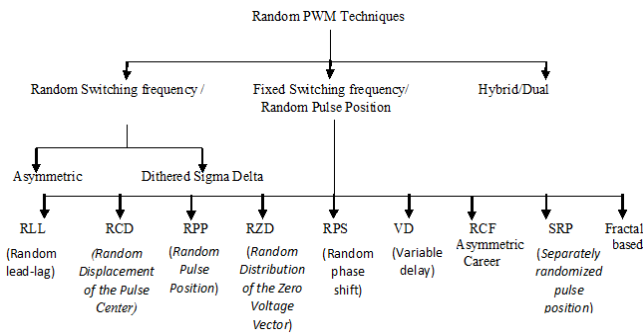 Random PWM Techniques
Random Switching frequency /
Fixed Switching frequency/
Random Pulse Position
Hybrid/Dual
Asymmetric
Dithered Sigma Delta
RLL
(Random
lead-lag)
RCD
(Random
Displacement
of the Pulse
Center)
RPP
(Random
Pulse
Position)
RZD
(Random
Distribution
of the Zero
Voltage
Vector)
RPS
(Random
phase
shift)
VD
(Variable
delay)
RCF
Asymmetric
Career
SRP
(Separately
randomized
pulse
position)
Fractal
based